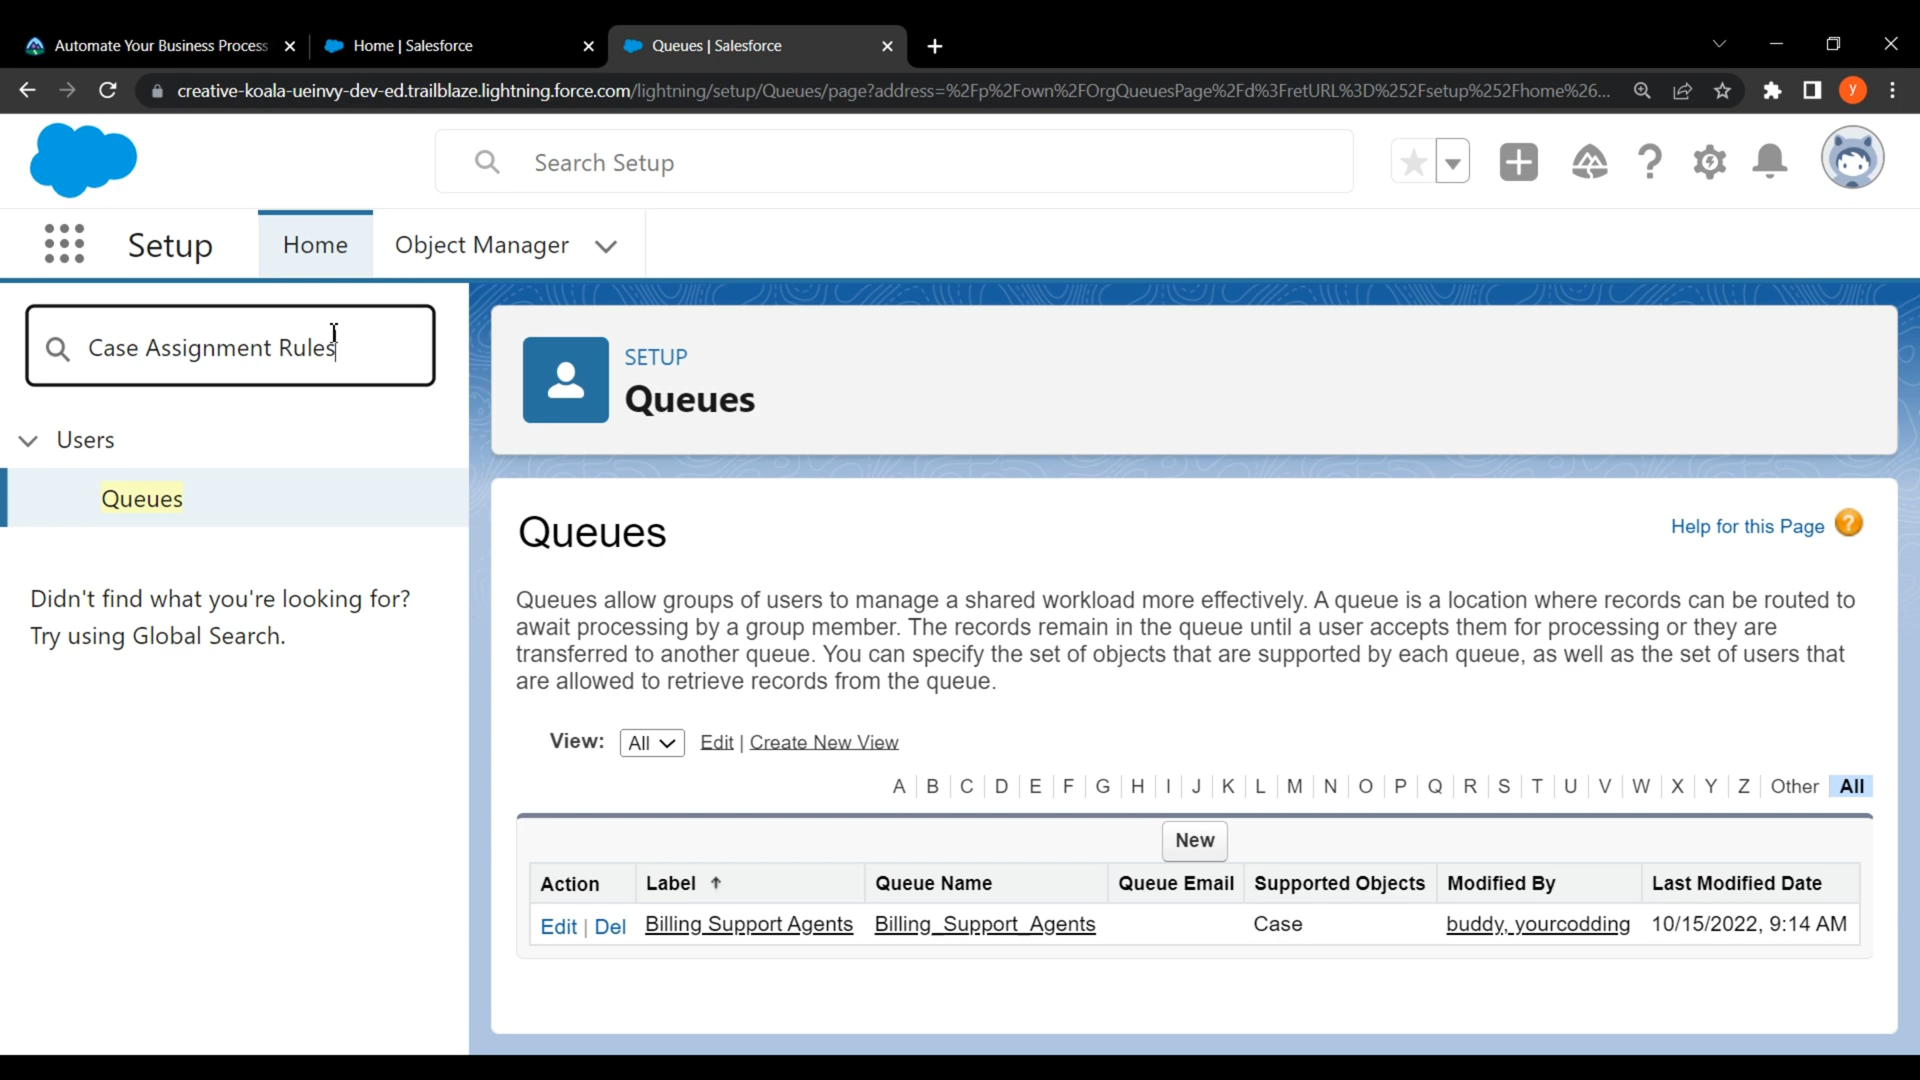 Automate Your Business Process
Home | Salesforce
Queues | Salesforce
creative-koala-ueinvy-dev-ed.trailblaze.lightning.force.com/lightning/setup/Queues/page?address=%2Fp%2Fown%2FOrgQueuesPage%2Fd%3FretURL%3D%252Fsetup%252Fhome%26...
y
Search Setup
Setup
Home
Object Manager
Case Assignment Rules
Users
Queues
Didn't find what you're looking for?
Try using Global Search.
SETUP
Queues
Queues
Help for this Page ?
Queues allow groups of users to manage a shared workload more effectively. A queue is a location where records can be routed to
await processing by a group member. The records remain in the queue until a user accepts them for processing or they are
transferred to another queue. You can specify the set of objects that are supported by each queue, as well as the set of users that
are allowed to retrieve records from the queue.
View: All Edit | Create New View
A | B | C | D | E | F | G | H | I | J | K | L | M | N | O | P | Q | R | S | T | U | V | W | X | Y | Z | Other | All
New
Action Label Queue Name Queue Email Supported Objects Modified By Last Modified Date
Edit | Del Billing Support Agents Billing_Support_Agents Case buddy, yourcodding 10/15/2022, 9:14 AM